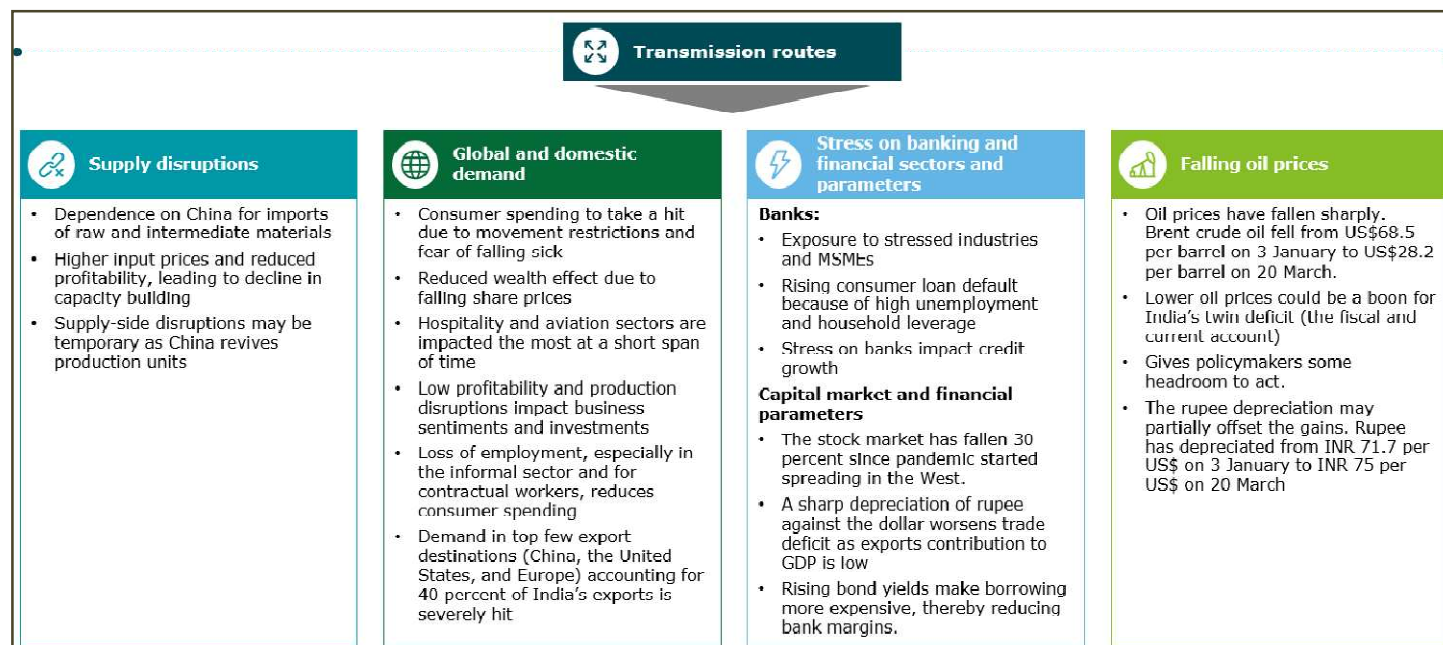 Transmission routes
Supply disruptions
• Dependence on China for imports
of raw and intermediate materials
• Higher input prices and reduced
profitability, leading to decline in
capacity building
• Supply-side disruptions may be
temporary as China revives
production units
Global and domestic
demand
• Consumer spending to take a hit
due to movement restrictions and
fear of falling sick
• Reduced wealth effect due to
falling share prices
• Hospitality and aviation sectors are
impacted the most at a short span
of time
• Low profitability and production
disruptions impact business
sentiments and investments
• Loss of employment, especially in
the informal sector and for
contractual workers, reduces
consumer spending
• Demand in top few export
destinations (China, the United
States, and Europe) accounting for
40 percent of India's exports is
severely hit
Stress on banking and
financial sectors and
parameters
Banks:
• Exposure to stressed industries
and MSMEs
• Rising consumer loan default
because of high unemployment
and household leverage
• Stress on banks impact credit
growth
Capital market and financial
parameters
• The stock market has fallen 30
percent since pandemic started
spreading in the West.
• A sharp depreciation of rupee
against the dollar worsens trade
deficit as exports contribution to
GDP is low
• Rising bond yields make borrowing
more expensive, thereby reducing
bank margins.
Falling oil prices
• Oil prices have fallen sharply.
Brent crude oil fell from US$68.5
per barrel on 3 January to US$28.2
per barrel on 20 March.
• Lower oil prices could be a boon for
India's twin deficit (the fiscal and
current account)
• Gives policymakers some
headroom to act.
• The rupee depreciation may
partially offset the gains. Rupee
has depreciated from INR 71.7 per
US$ on 3 January to INR 75 per
US$ on 20 March